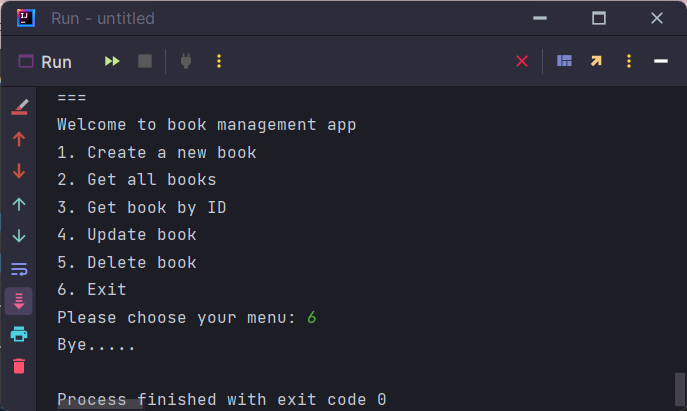 IJ Run - untitled
Run
===
Welcome to book management app
1. Create a new book
2. Get all books
3. Get book by ID
4. Update book
5. Delete book
6. Exit
Please choose your menu: 6
Bye.....
Process finished with exit code 0